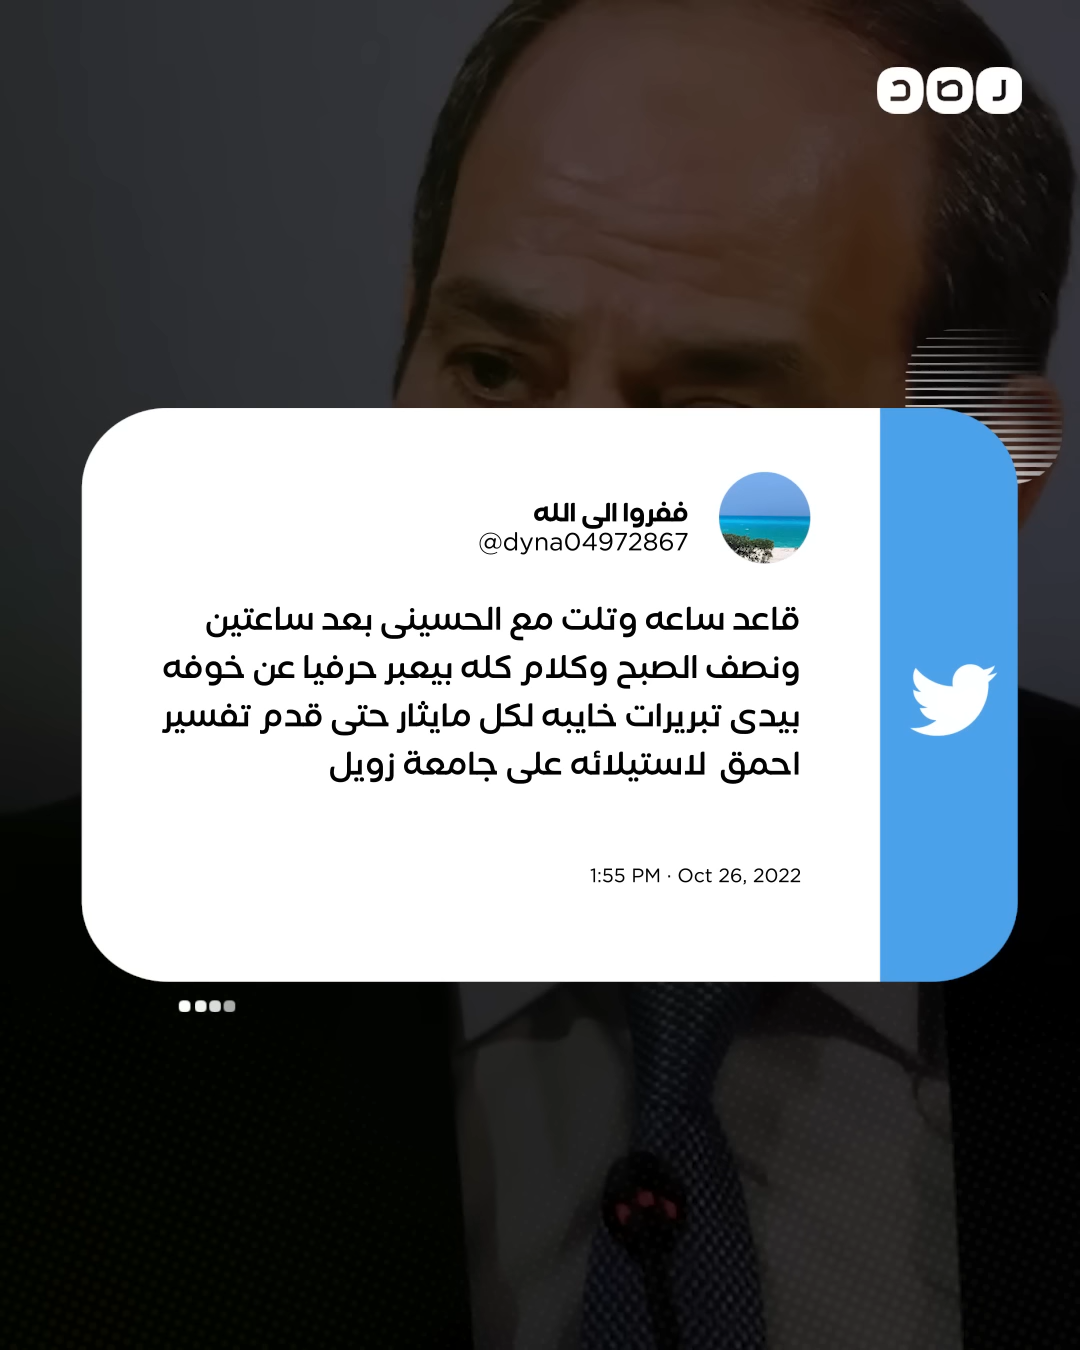 رصد
ففروا الى الله
@dyna04972867
قاعد ساعه وتلت مع الحسينى بعد ساعتين
ونصف الصبح وكلام كله بيعبر حرفيا عن خوفه
بيدى تبريرات خايبه لكل مايثار حتى قدم تفسير
احمق لاستيلائه على جامعة زويل
1:55 PM · Oct 26, 2022